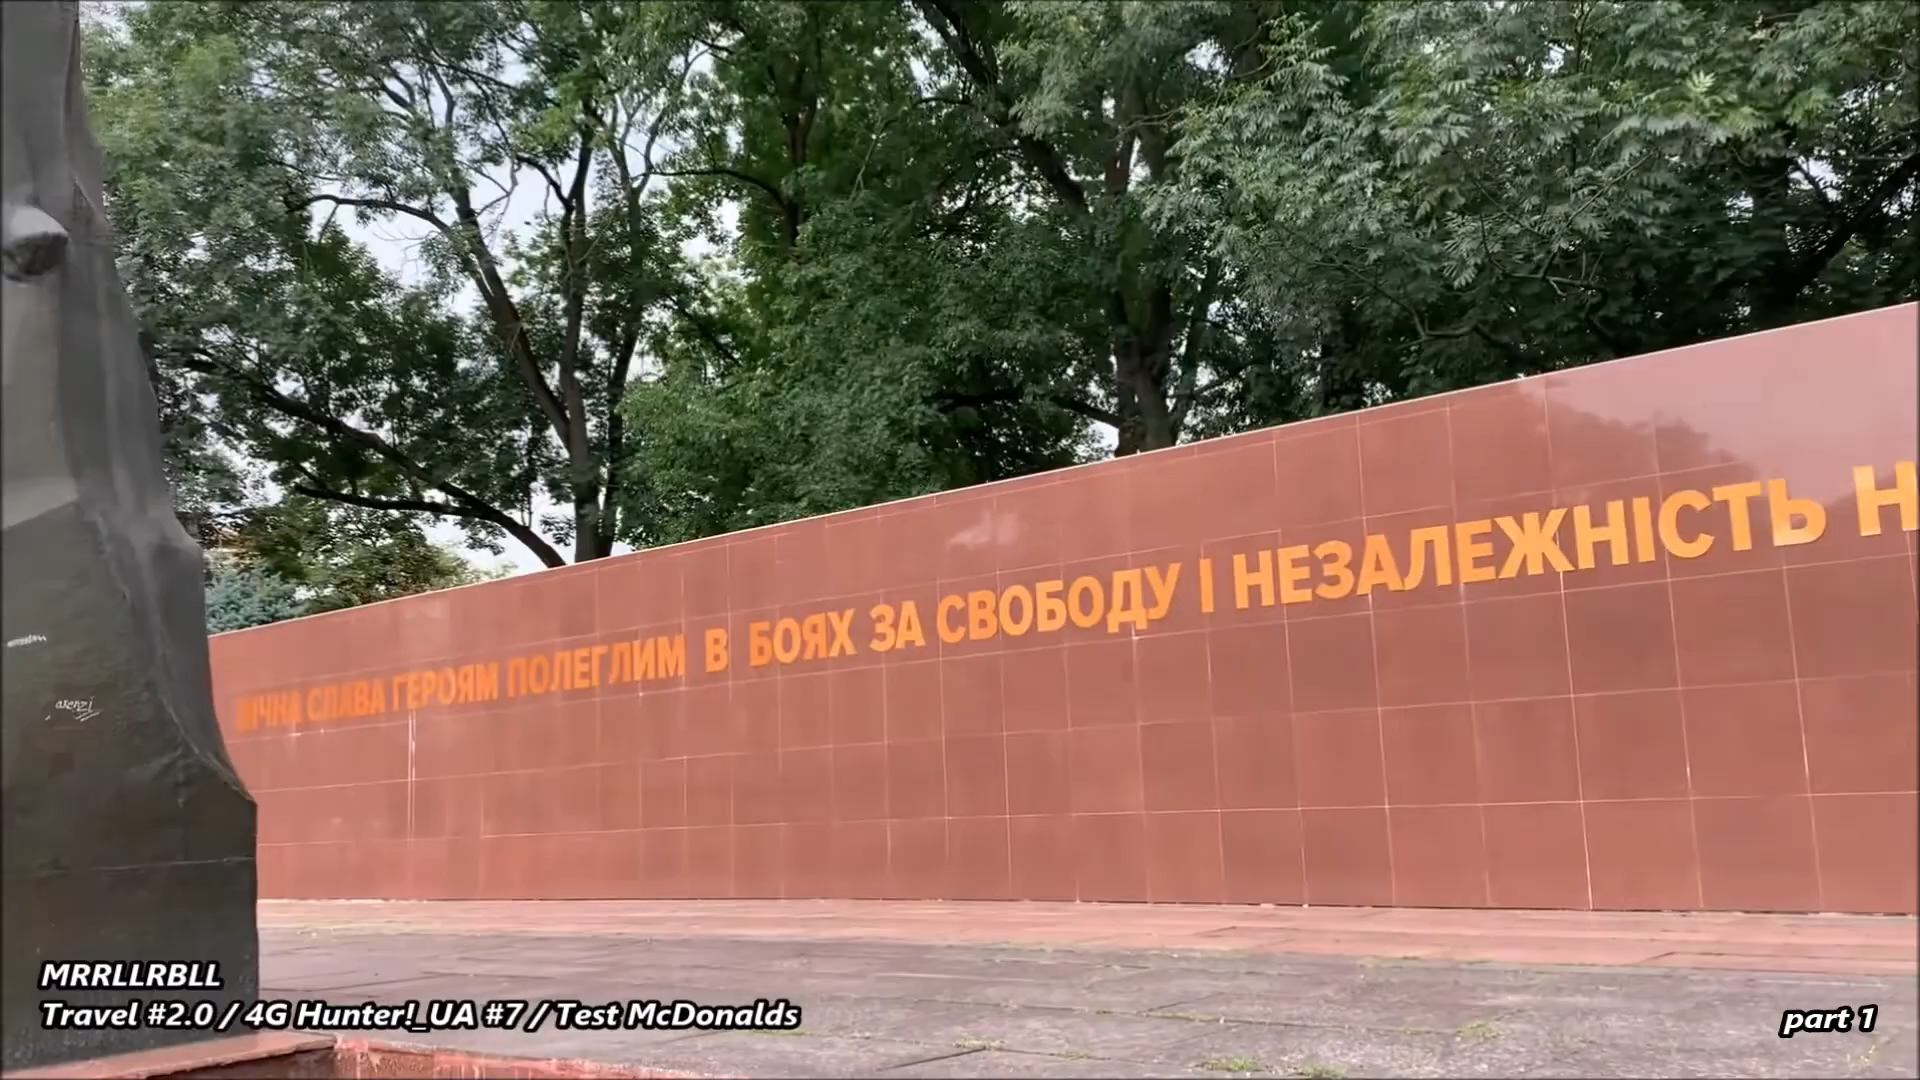 ВІЧНА СЛАВА ГЕРОЯМ ПОЛЕГЛИМ В БОЯХ ЗА СВОБОДУ І НЕЗАЛЕЖНІСТЬ Н
arenzi
MRRLLRBLL
Travel #2.0 / 4G Hunter!_UA #7 / Test McDonalds
part 1